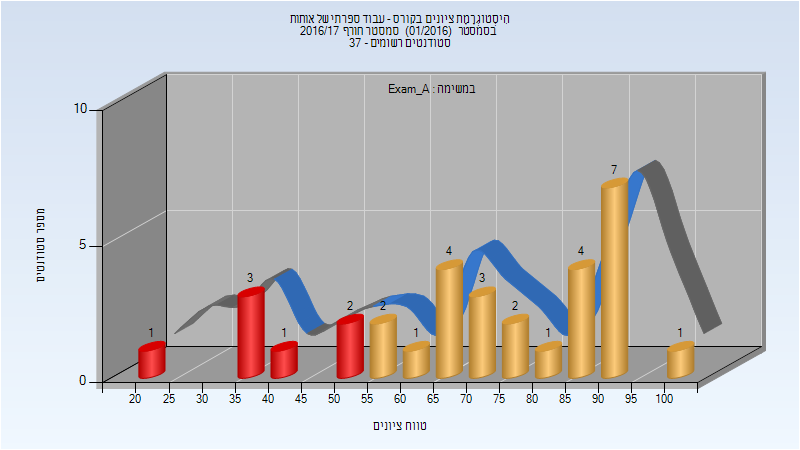 היסטוגרמת ציונים בקורס - עבוד ספרתי של אותות
בסמסטר (01/2016) סמסטר חורף 2016/17
סטודנטים רשומים - 37
במשימה : Exam_A
מספר סטודנטים
10
5
0
1 3 1 2 2 1 4 3 2 1 4 7 1
20 25 30 35 40 45 50 55 60 65 70 75 80 85 90 95 100
טווח ציונים